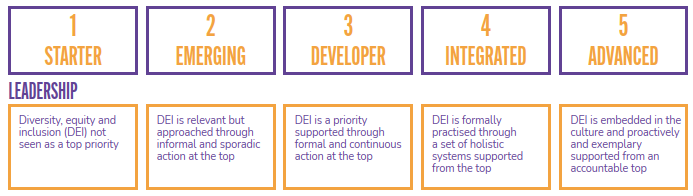 1
STARTER
2
EMERGING
3
DEVELOPER
4
INTEGRATED
5
ADVANCED
LEADERSHIP
Diversity, equity and
inclusion (DEI) not
seen as a top priority
DEI is relevant but
approached through
informal and sporadic
action at the top
DEI is a priority
supported through
formal and continuous
action at the top
DEI is formally
practised through
a set of holistic
systems supported
from the top
DEI is embedded in the
culture and proactively
and exemplary
supported from an
accountable top